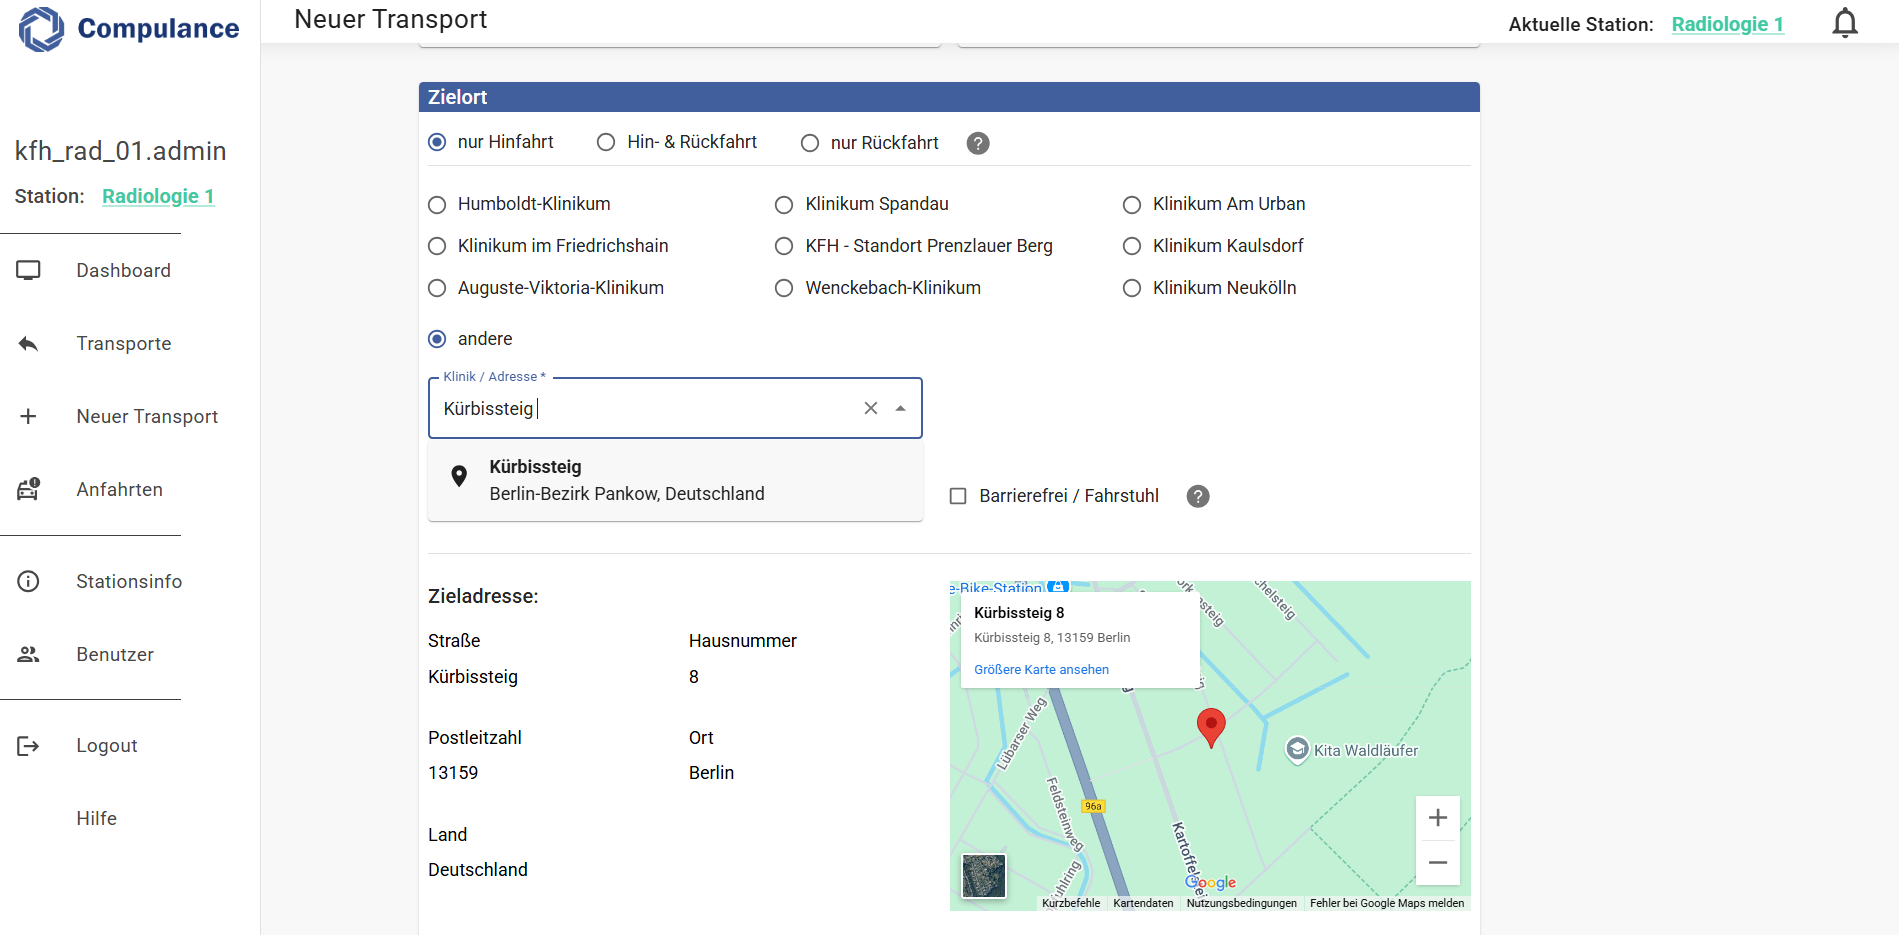 Compulance
Neuer Transport
Aktuelle Station: Radiologie 1
kfh_rad_01.admin
Station: Radiologie 1
Dashboard
Transporte
Neuer Transport
Anfahrten
Stationsinfo
Benutzer
Logout
Hilfe
Zielort
nur Hinfahrt
Hin- & Rückfahrt
nur Rückfahrt
?
Humboldt-Klinikum
Klinikum Spandau
Klinikum Am Urban
Klinikum im Friedrichshain
KFH - Standort Prenzlauer Berg
Klinikum Kaulsdorf
Auguste-Viktoria-Klinikum
Wenckebach-Klinikum
Klinikum Neukölln
andere
Klinik / Adresse *
Kürbissteig
Kürbissteig
Berlin-Bezirk Pankow, Deutschland
Barrierefrei / Fahrstuhl
?
Zieladresse:
Straße
Hausnummer
Kürbissteig
8
Postleitzahl
Ort
13159
Berlin
Land
Deutschland
e-Bike-Station
Kürbissteig 8
Kürbissteig 8, 13159 Berlin
Größere Karte ansehen
Lübarser Weg
Feldsteinweg
96a
Kita Waldläufer
Google
Kurzbefehle
Kartendaten
Nutzungsbedingungen
Fehler bei Google Maps melden